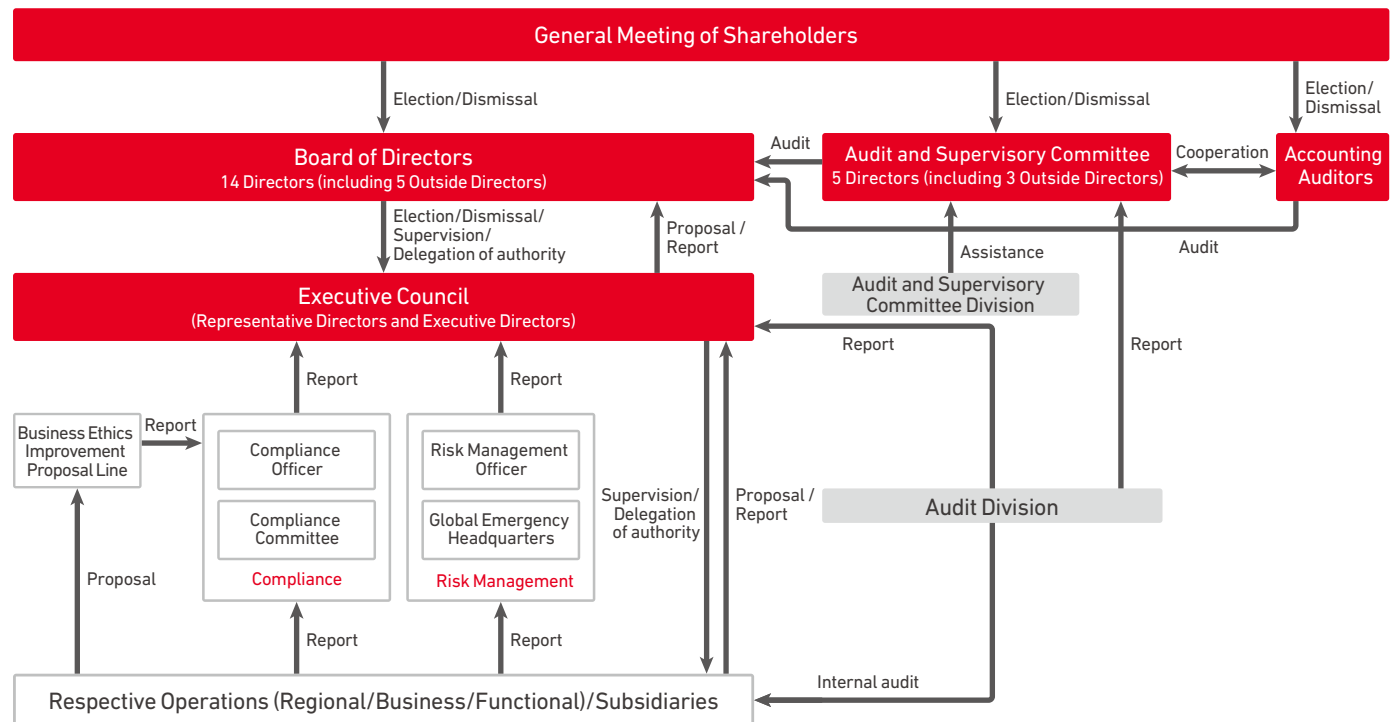 General Meeting of Shareholders
Election/Dismissal
Election/Dismissal
Election/
Dismissal
Board of Directors
14 Directors (including 5 Outside Directors)
Audit
Audit and Supervisory Committee
5 Directors (including 3 Outside Directors)
Cooperation
Accounting
Auditors
Election/Dismissal/
Supervision/
Delegation of authority
Proposal /
Report
Assistance
Audit
Audit and Supervisory
Committee Division
Executive Council
(Representative Directors and Executive Directors)
Report
Report
Report
Report
Business Ethics
Improvement
Proposal Line
Report
Compliance
Officer
Compliance
Committee
Compliance
Risk Management
Officer
Global Emergency
Headquarters
Risk Management
Supervision/
Delegation
of authority
Proposal /
Report
Audit Division
Proposal
Report
Report
Internal audit
Respective Operations (Regional/Business/Functional)/Subsidiaries